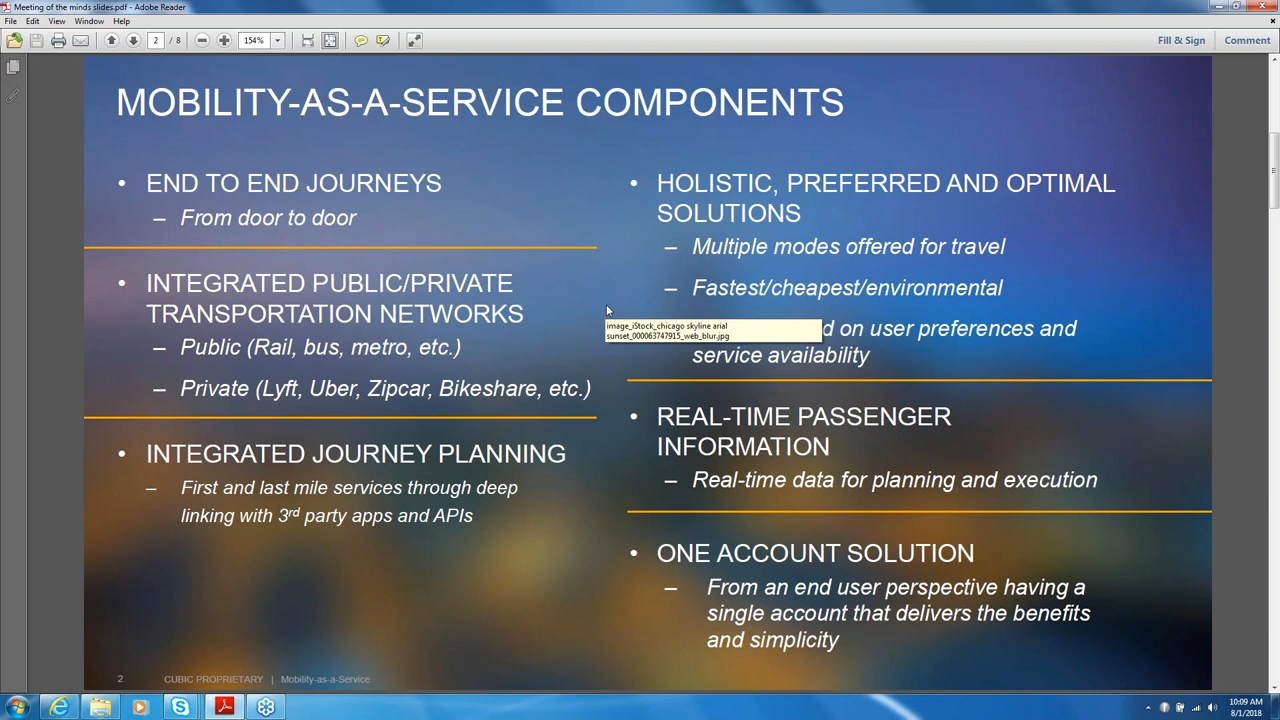 Meeting of the minds slides.pdf - Adobe Reader
File Edit View Window Help
2 / 8 154% Fill & Sign Comment
MOBILITY-AS-A-SERVICE COMPONENTS
• END TO END JOURNEYS
– From door to door
• INTEGRATED PUBLIC/PRIVATE
TRANSPORTATION NETWORKS
– Public (Rail, bus, metro, etc.)
– Private (Lyft, Uber, Zipcar, Bikeshare, etc.)
• INTEGRATED JOURNEY PLANNING
– First and last mile services through deep
linking with 3rd party apps and APIs
• HOLISTIC, PREFERRED AND OPTIMAL
SOLUTIONS
– Multiple modes offered for travel
– Fastest/cheapest/environmental
image_iStock_chicago skyline arial
sunset_000063747915_web_blur.jpg
on user preferences and
service availability
• REAL-TIME PASSENGER
INFORMATION
– Real-time data for planning and execution
• ONE ACCOUNT SOLUTION
– From an end user perspective having a
single account that delivers the benefits
and simplicity
2 CUBIC PROPRIETARY | Mobility-as-a-Service
10:09 AM
8/1/2018